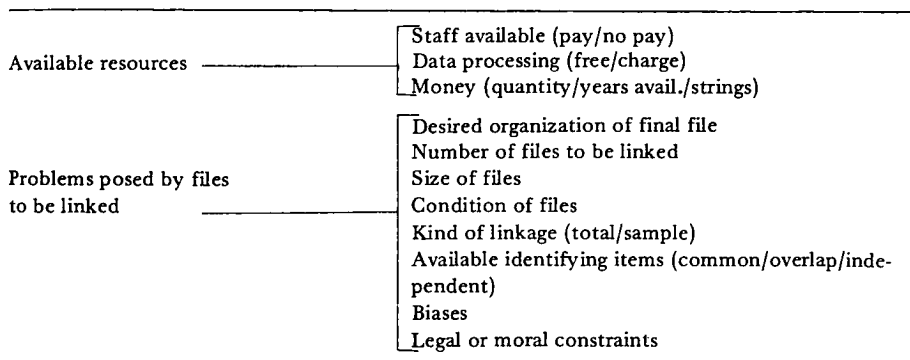 Staff available (pay/no pay)
Available resources
Data processing (free/charge)
Money (quantity/years avail./strings)
Desired organization of final file
Number of files to be linked
Problems posed by files
Size of files
to be linked
Condition of files
Kind of linkage (total/sample)
Available identifying items (common/overlap/inde-
pendent)
Biases
Legal or moral constraints